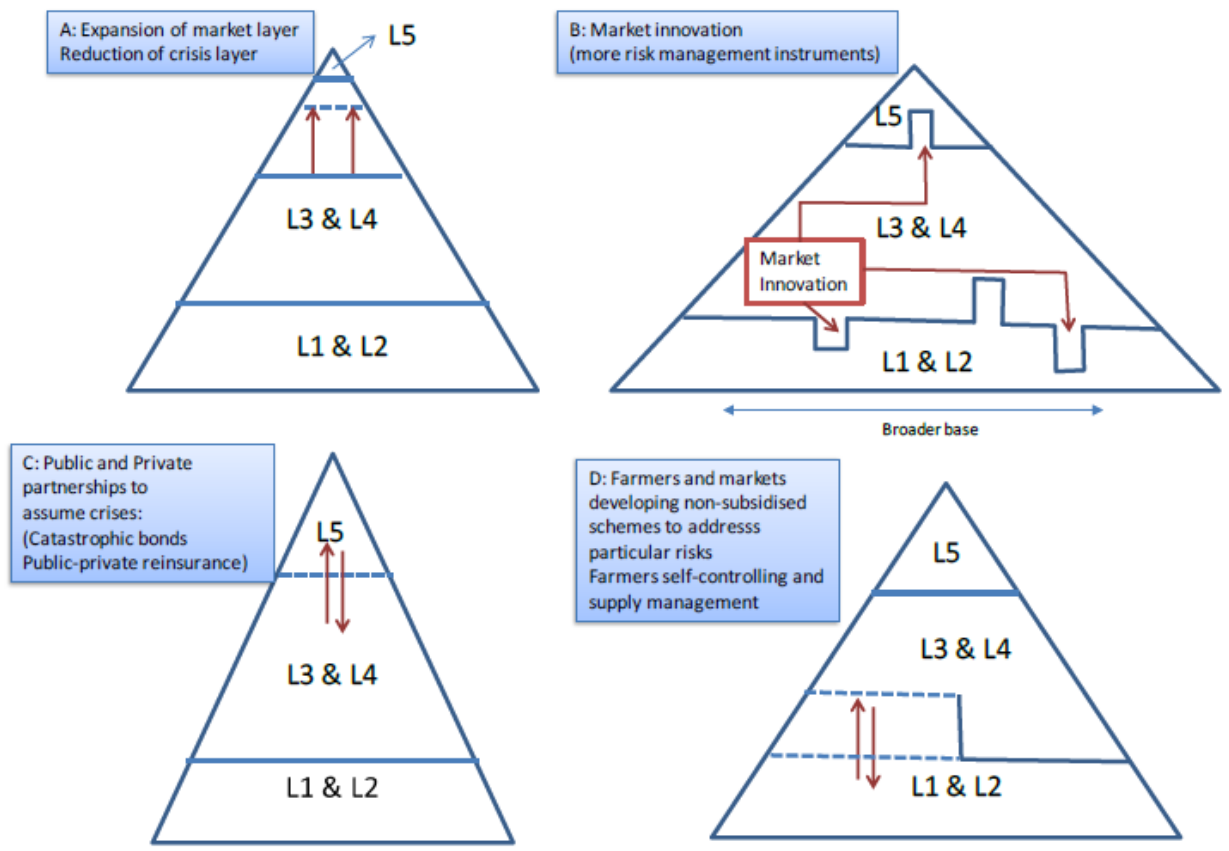 A: Expansion of market layer
Reduction of crisis layer
L5
L3 & L4
L1 & L2
B: Market innovation
(more risk management instruments)
L5
L3 & L4
Market
Innovation
L1 & L2
Broader base
C: Public and Private
partnerships to
assume crises:
(Catastrophic bonds
Public-private reinsurance)
L5
L3 & L4
L1 & L2
D: Farmers and markets
developing non-subsidised
schemes to addresss
particular risks
Farmers self-controlling and
supply management
L5
L3 & L4
L1 & L2